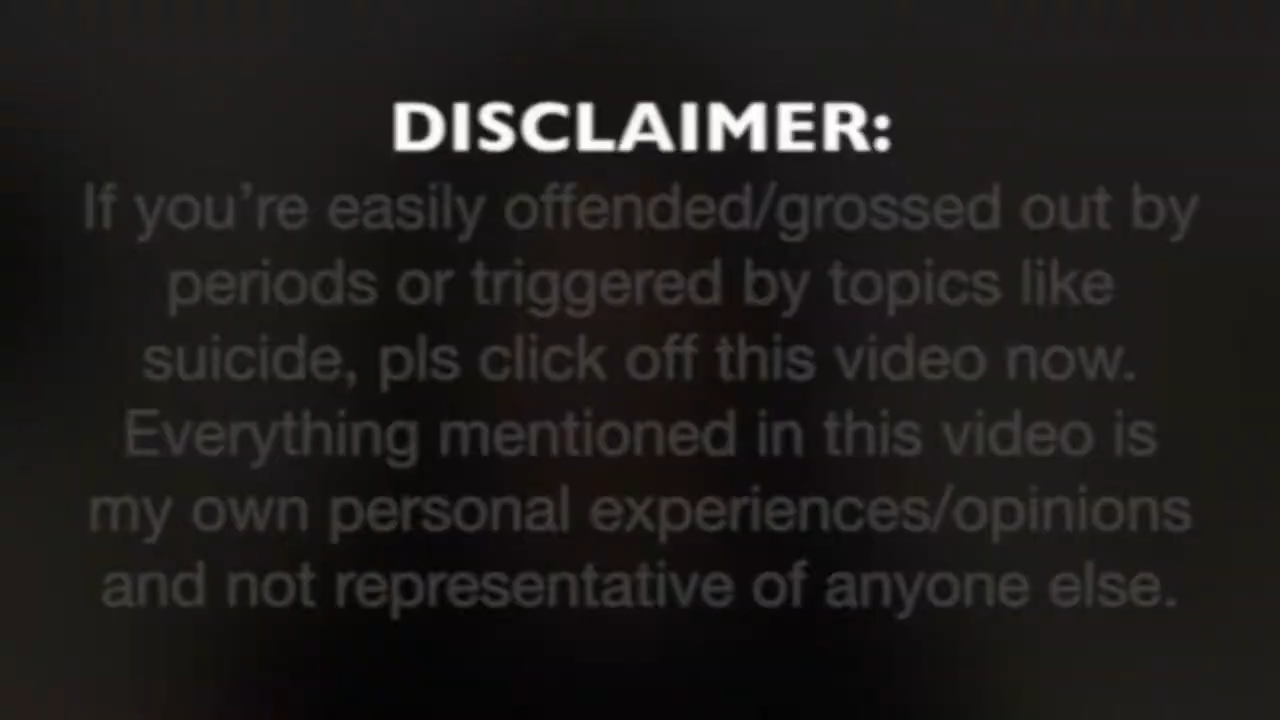 DISCLAIMER:
If you’re easily offended/grossed out by
periods or triggered by topics like
suicide, pls click off this video now.
Everything mentioned in this video is
my own personal experiences/opinions
and not representative of anyone else.